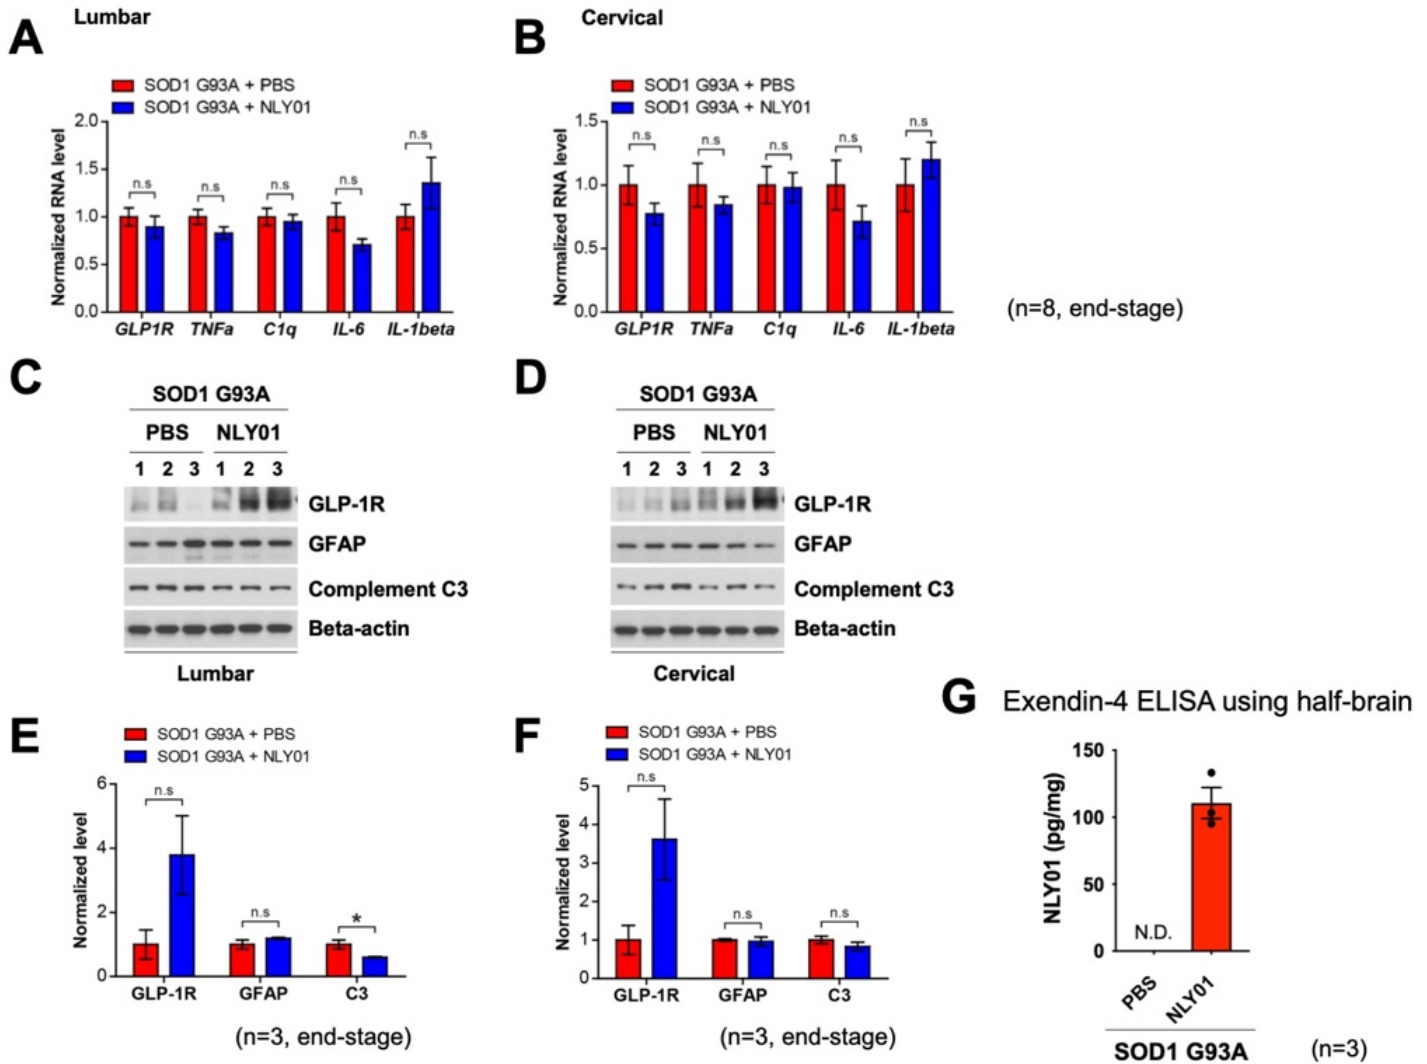 Lumbar
A
SOD1 G93A + PBS
SOD1 G93A + NLY01
Normalized RNA level
2.0
1.5
1.0
0.5
0.0
n.s
n.s
n.s
n.s
n.s
GLP1R TNFa C1q IL-6 IL-1beta
Cervical
B
SOD1 G93A + PBS
SOD1 G93A + NLY01
Normalized RNA level
1.5
1.0
0.5
0.0
n.s
n.s
n.s
n.s
n.s
GLP1R TNFa C1q IL-6 IL-1beta
(n=8, end-stage)
C
SOD1 G93A
PBS NLY01
1 2 3 1 2 3
GLP-1R
GFAP
Complement C3
Beta-actin
Lumbar
D
SOD1 G93A
PBS NLY01
1 2 3 1 2 3
GLP-1R
GFAP
Complement C3
Beta-actin
Cervical
E
SOD1 G93A + PBS
SOD1 G93A + NLY01
Normalized level
6
4
2
0
n.s
n.s
*
GLP-1R GFAP C3
(n=3, end-stage)
F
SOD1 G93A + PBS
SOD1 G93A + NLY01
Normalized level
5
4
3
2
1
0
n.s
n.s
n.s
GLP-1R GFAP C3
(n=3, end-stage)
G Exendin-4 ELISA using half-brain
NLY01 (pg/mg)
150
100
50
0
N.D.
PBS NLY01
SOD1 G93A
(n=3)